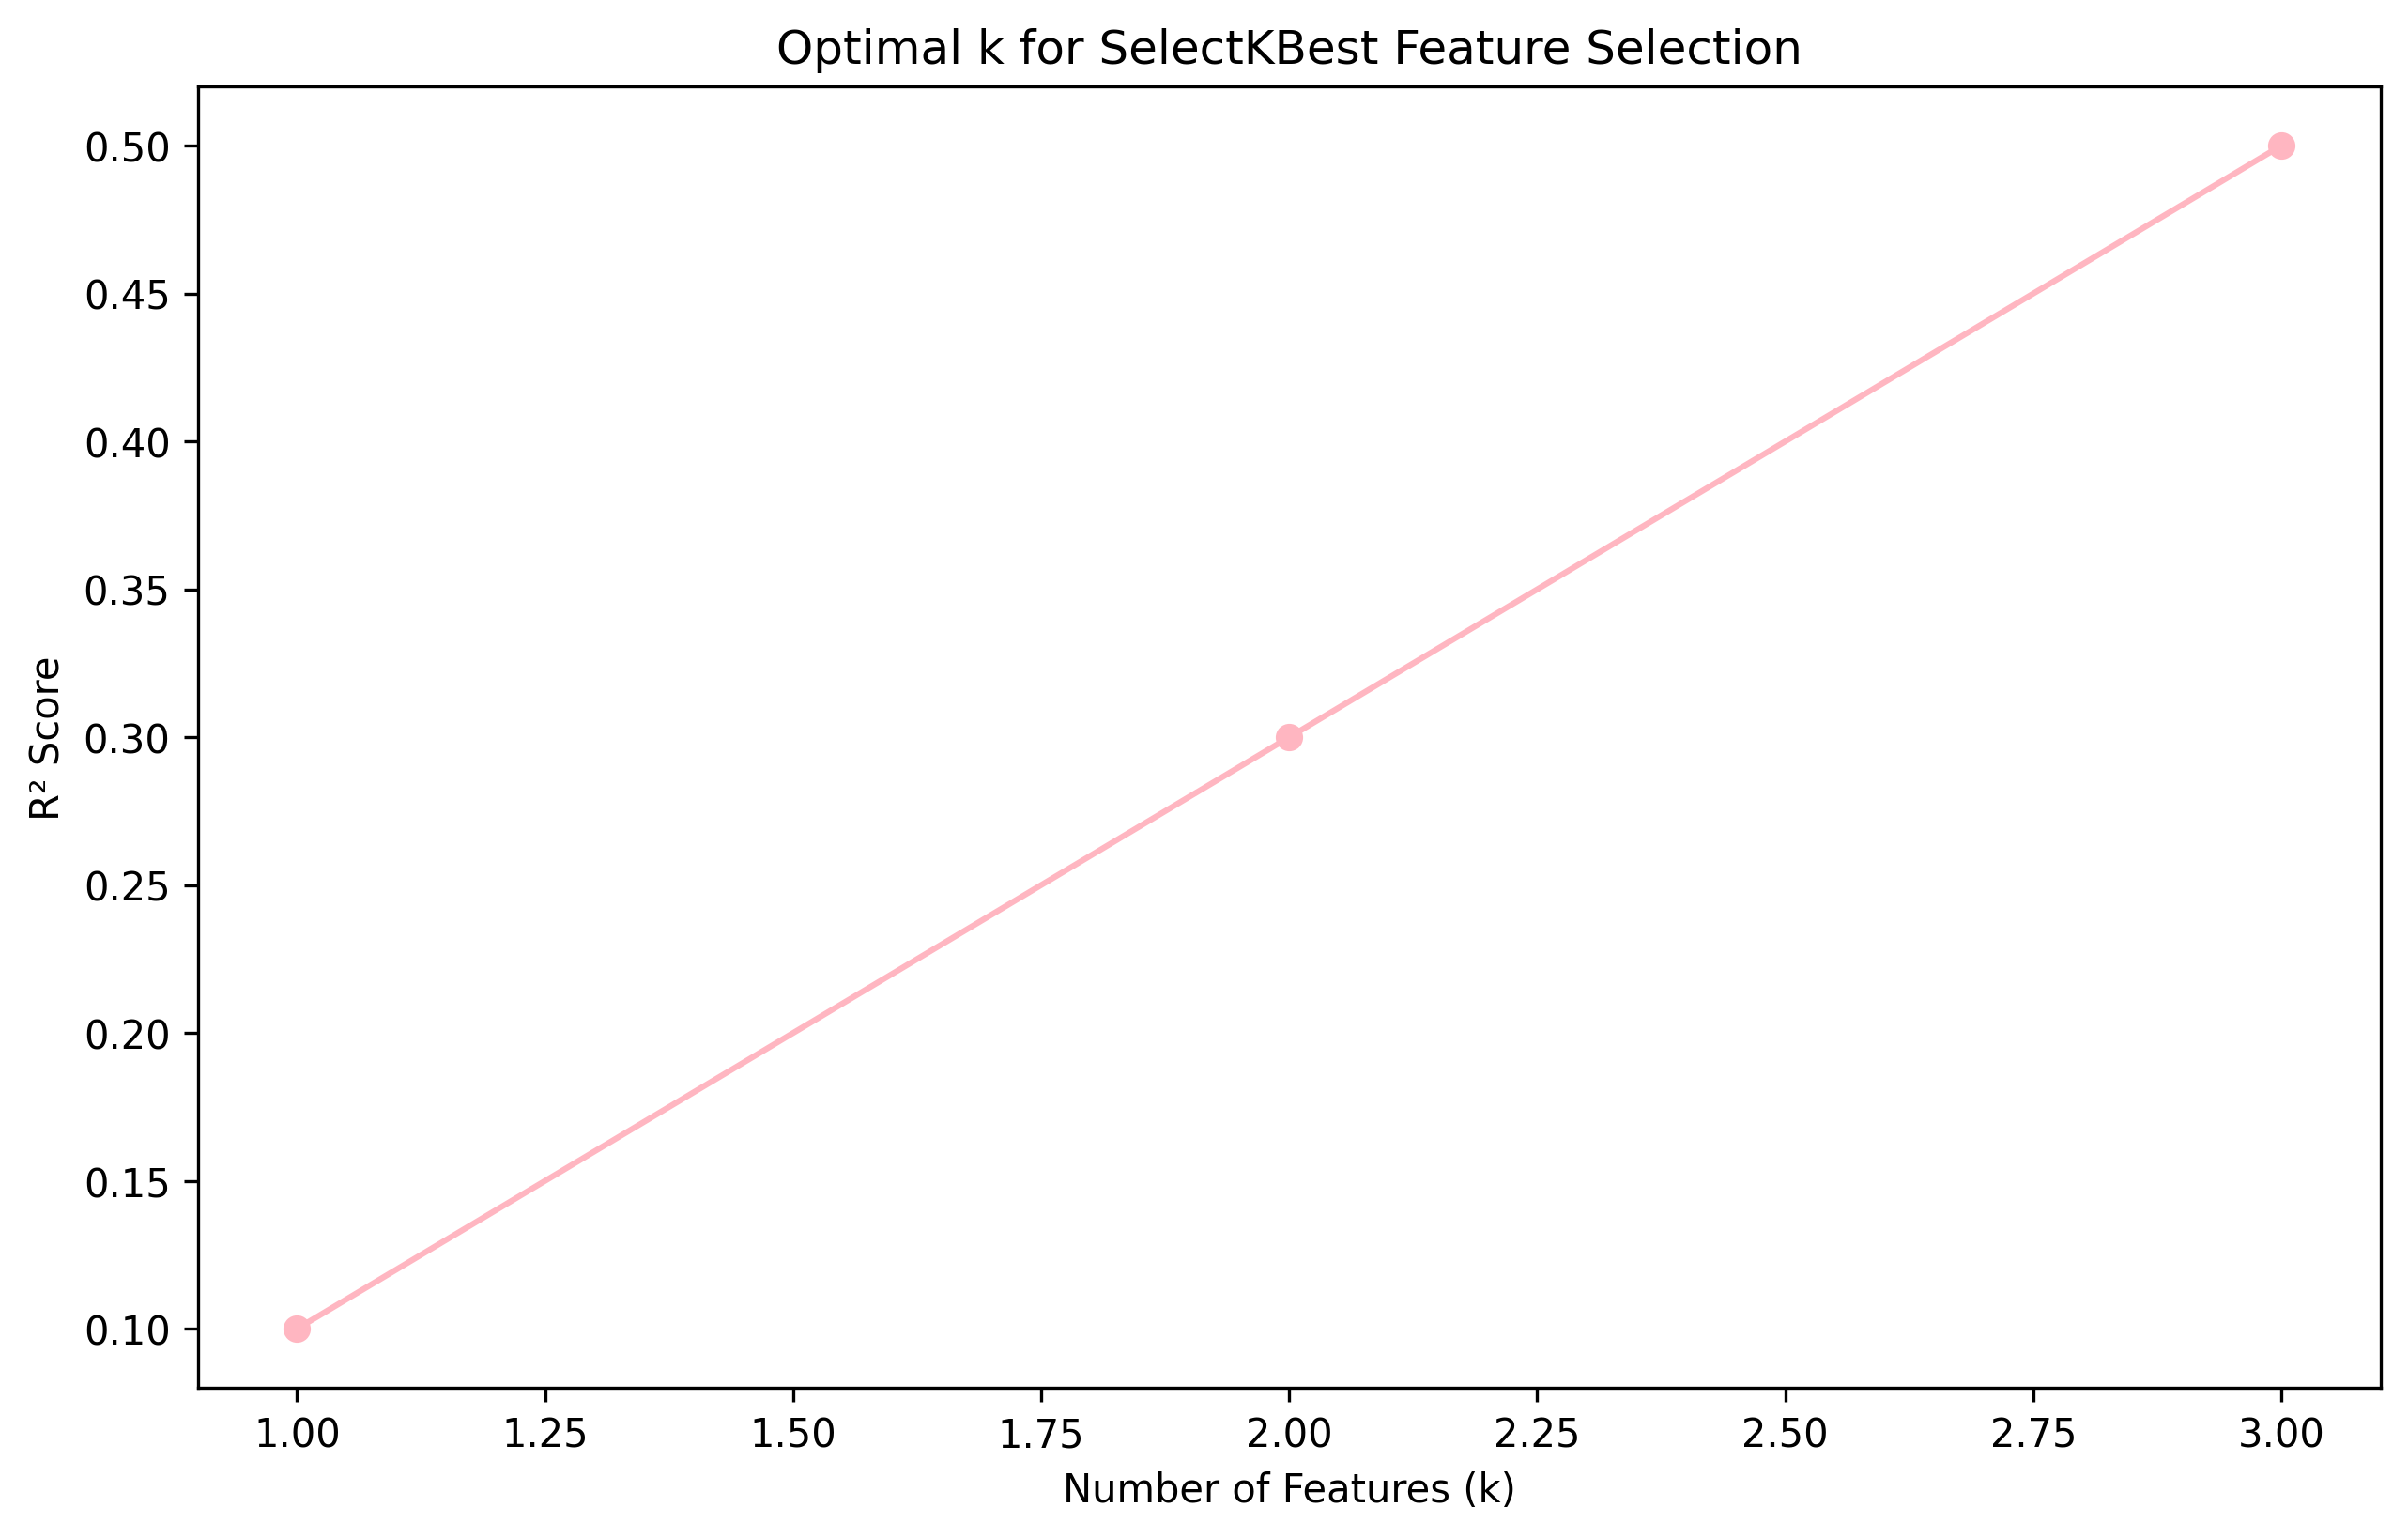 Optimal k for SelectKBest Feature Selection
0.50
0.45
0.40
0.35
0.30
0.25
0.20
0.15
0.10
R² Score
1.00 1.25 1.50 1.75 2.00 2.25 2.50 2.75 3.00
Number of Features (k)